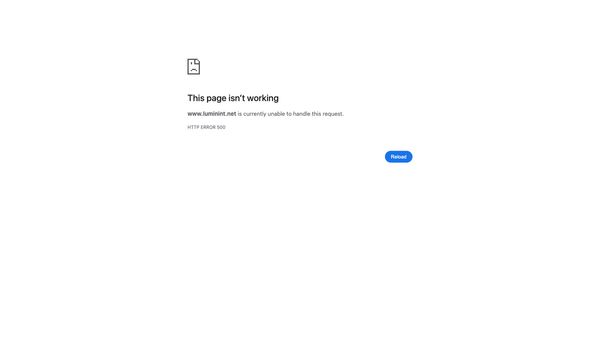 This page isn’t working
www.luminint.net is currently unable to handle this request.
HTTP ERROR 500
Reload